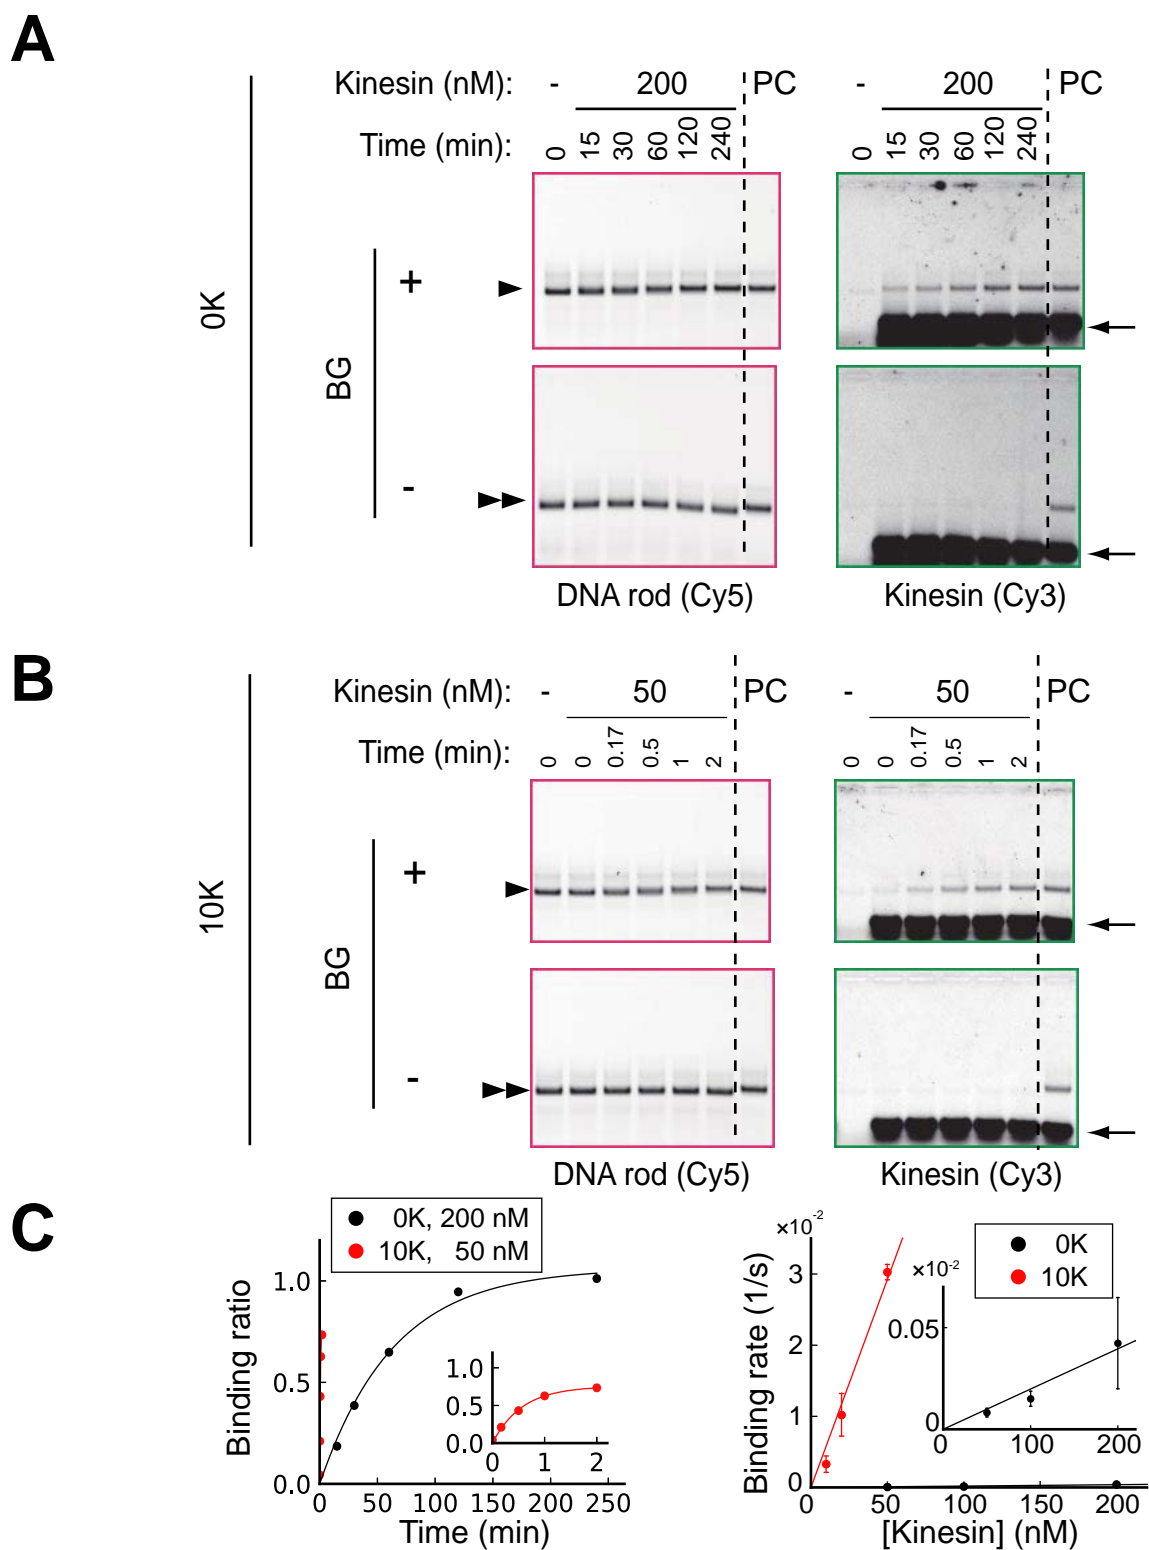 A
Kinesin (nM): - 200 PC - 200 PC
Time (min): 0 15 30 60 120 240 0 15 30 60 120 240
0K
BG
+
-
DNA rod (Cy5) Kinesin (Cy3)
B
Kinesin (nM): - 50 PC - 50 PC
Time (min): 0 0 0.17 0.5 1 2 0 0 0.17 0.5 1 2
10K
BG
+
-
DNA rod (Cy5) Kinesin (Cy3)
C
0K, 200 nM
10K, 50 nM
Binding ratio
1.0
0.5
0.0
0 50 100 150 200 250
Time (min)
1.0
0.5
0.0
0 1 2
×10-2
Binding rate (1/s)
3
2
1
0
0 50 100 150 200
[Kinesin] (nM)
0K
10K
×10-2
0.05
0
0 100 200